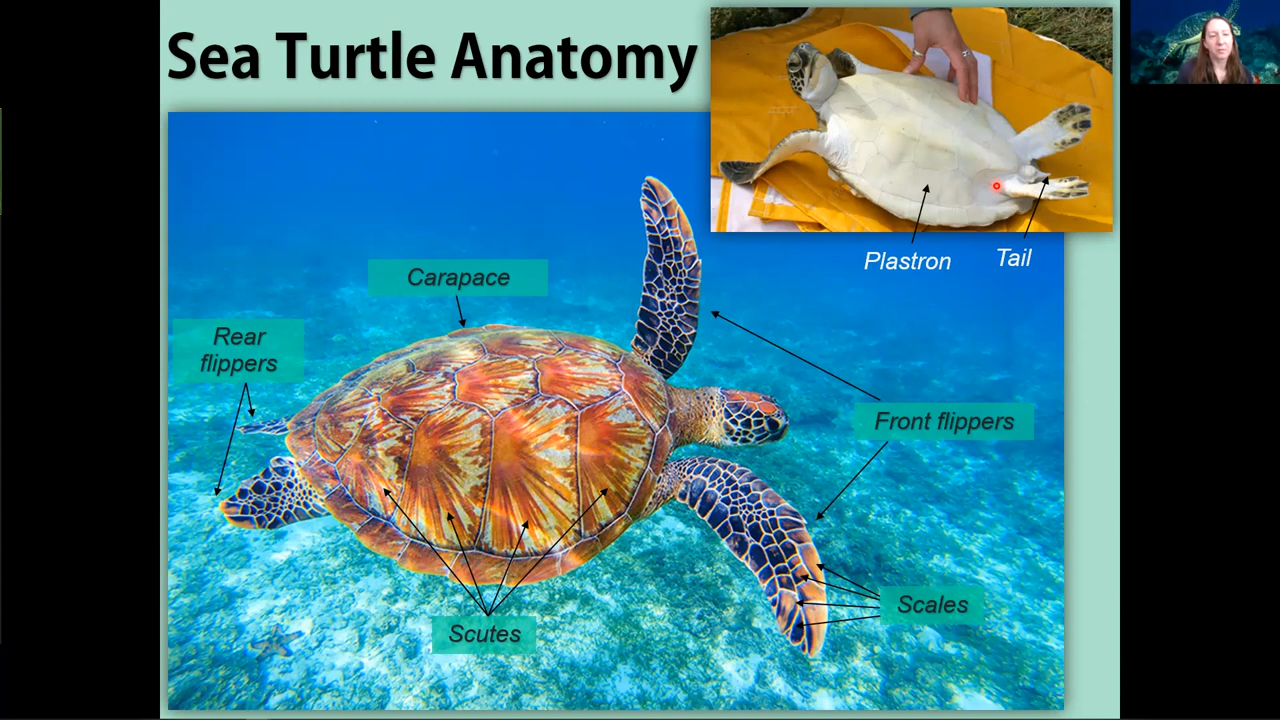 Sea Turtle Anatomy
Plastron
Tail
Carapace
Rear
flippers
Front flippers
Scales
Scutes